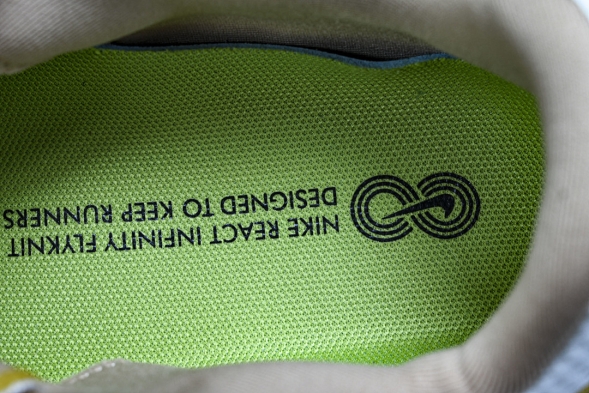 NIKE REACT INFINITY FLYKNIT
DESIGNED TO KEEP RUNNERS